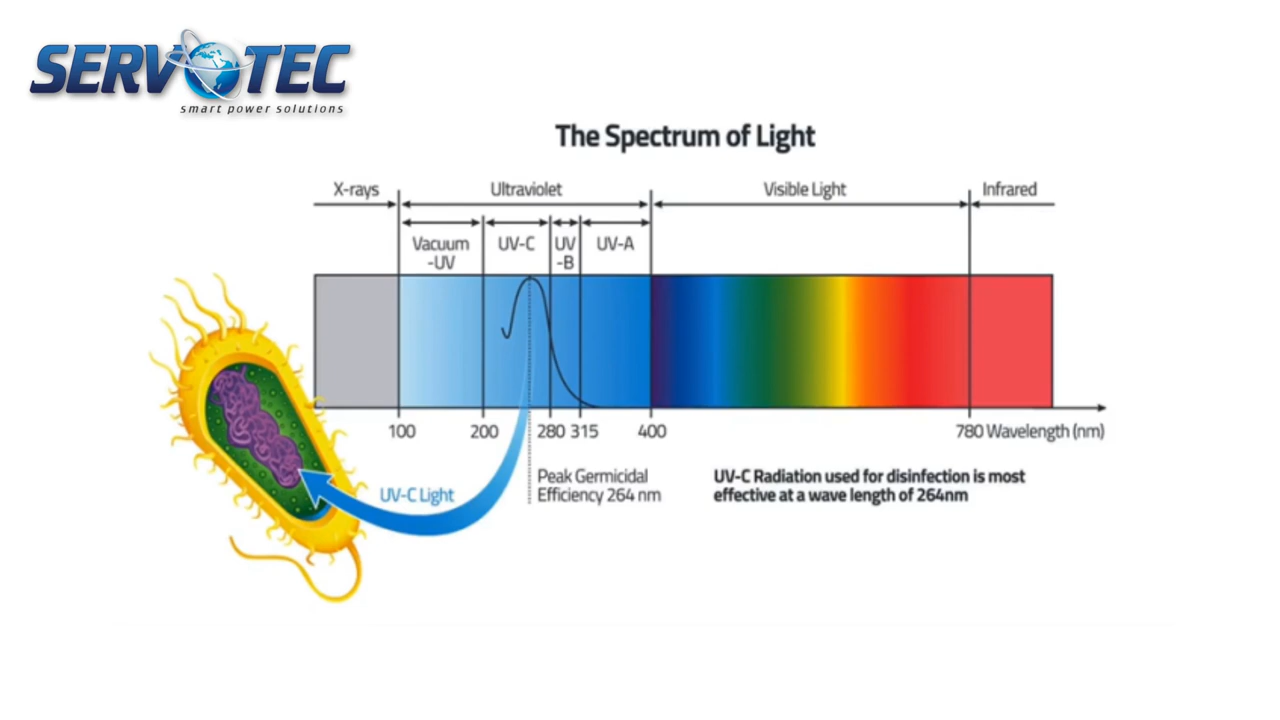 SERVOTEC
smart power solutions
The Spectrum of Light
X-rays
Ultraviolet
Visible Light
Infrared
Vacuum
-UV
UV-C
UV
-B
UV-A
100
200
280
315
400
780
Wavelength (nm)
UV-C Light
Peak Germicidal
Efficiency 264 nm
UV-C Radiation used for disinfection is most
effective at a wave length of 264nm